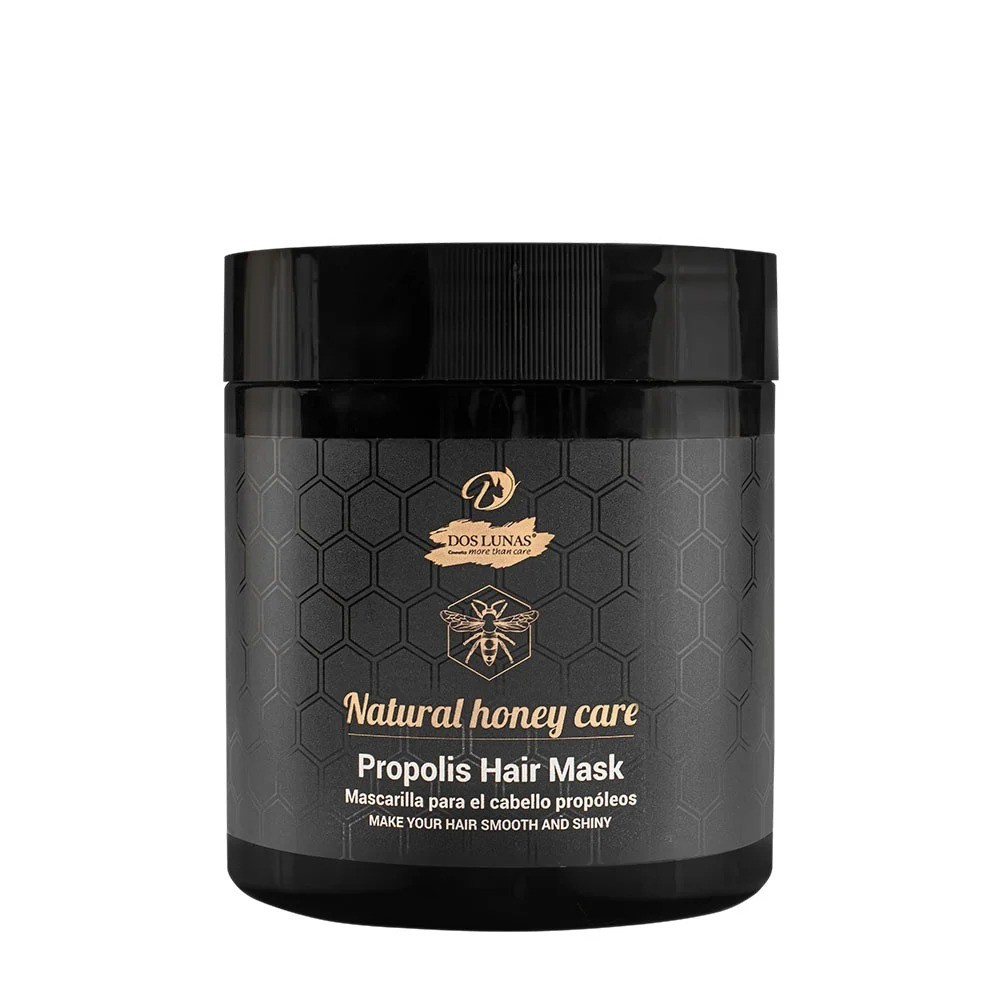 DOS LUNAS®
Cosmetics more than care
Natural honey care
Propolis Hair Mask
Mascarilla para el cabello propóleos
MAKE YOUR HAIR SMOOTH AND SHINY